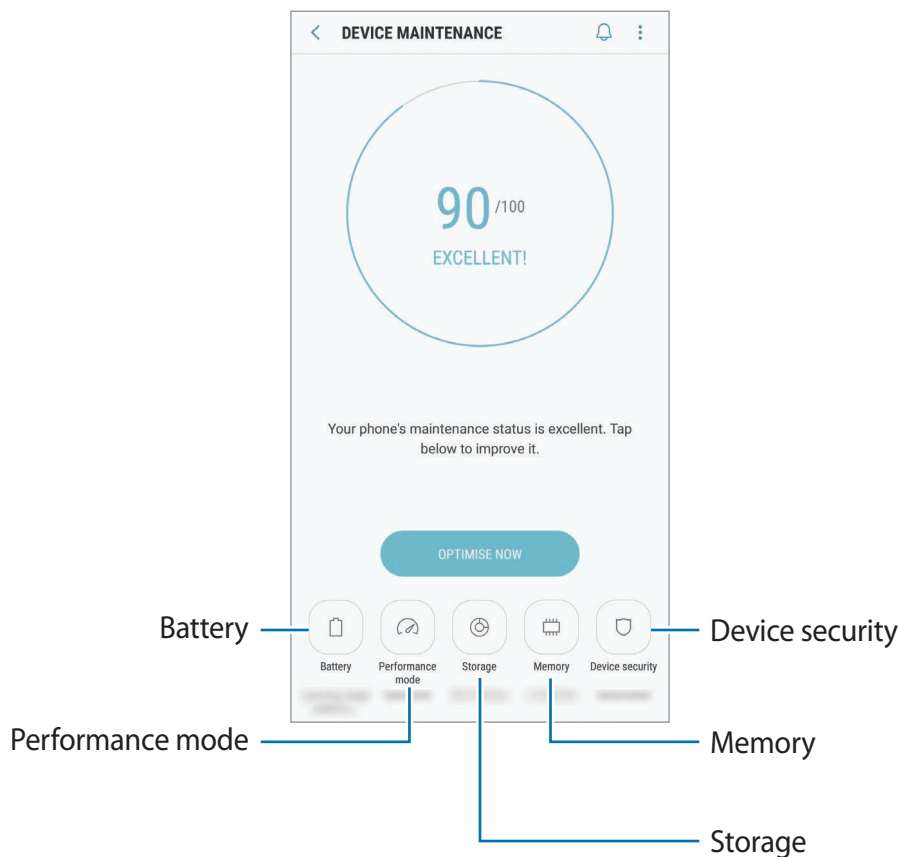 DEVICE MAINTENANCE
90 /100
EXCELLENT!
Your phone's maintenance status is excellent. Tap
below to improve it.
OPTIMISE NOW
Battery
Device security
Battery
Performance
mode
Storage
Memory
Device security
Performance mode
Memory
Storage